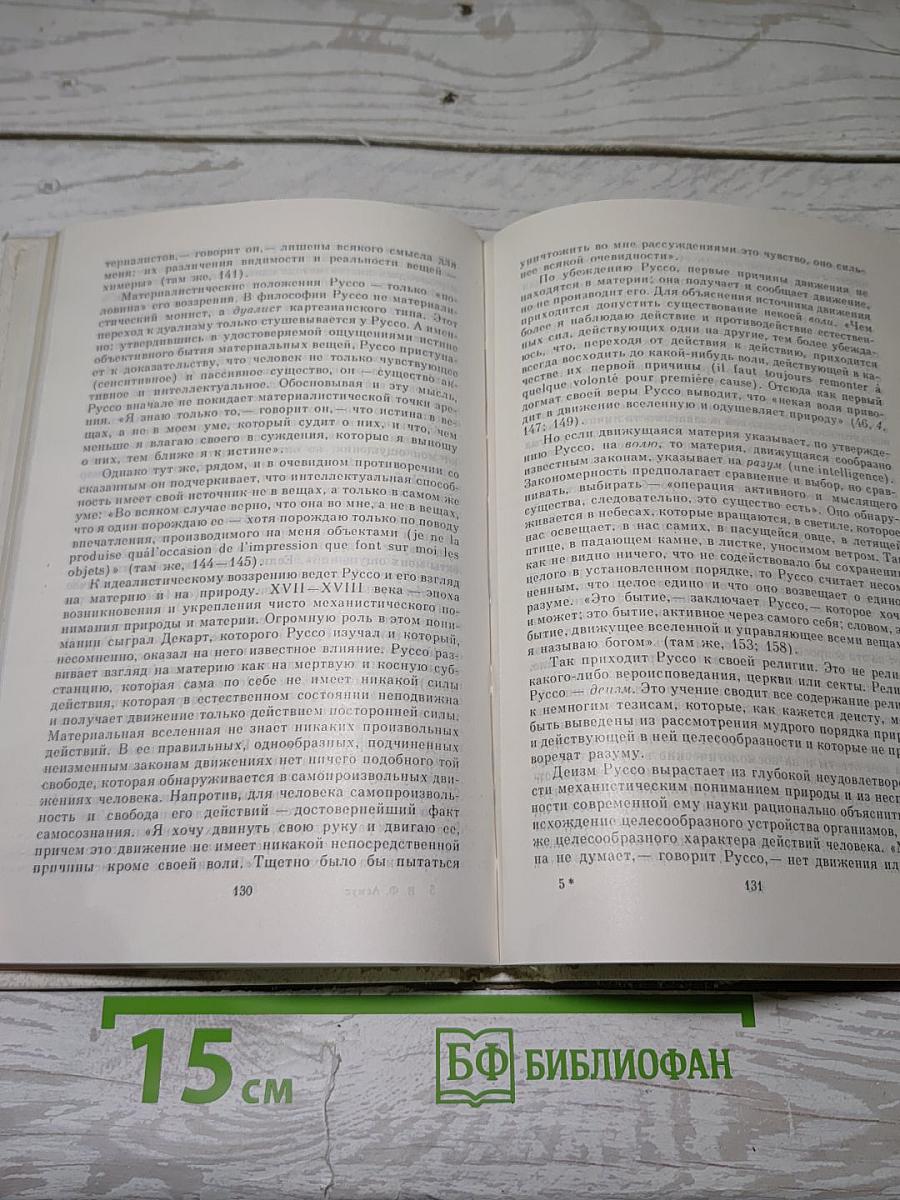 териалистов,— говорит он,— лишены всякого смысла для
меня: их различения видимости и реальности вещей —
химеры» (там же, 141).
Материалистические положения Руссо — только «по-
ловина» его воззрения. В философии Руссо не материали-
стический монист, а дуалист картезианского типа. Этот
переход к дуализму только стушевывается у Руссо. А имен-
но: утвердившись в удостоверяемой ощущениями истине
объективного бытия материальных вещей, Руссо приступа-
ет к доказательству, что человек не только чувствующее
(сенситивное) и пассивное существо, он — существо ак-
тивное и интеллектуальное. Обосновывая и эту мысль,
Руссо вначале не покидает материалистической точки зре-
ния. «Я знаю только то,— говорит он,— что истина в ве-
щах, а не в моем уме, который судит о них, и что, чем
меньше я влагаю своего в суждения, которые я выношу
о них, тем ближе я к истине».
Однако тут же, рядом, и в очевидном противоречии со
сказанным он подчеркивает, что интеллектуальная способ-
ность имеет свой источник не в вещах, а только в самом же
уме: «Во всяком случае верно, что она во мне, а не в вещах,
что я один порождаю ее — хотя порождаю только по поводу
впечатления, производимого на меня объектами (je ne la
produise quál'occasion de l'impression que font sur moi les
objets)» (там же, 144—145).
К идеалистическому воззрению ведет Руссо и его взгляд
на материю и на природу. XVII—XVIII века — эпоха
возникновения и укрепления чисто механистического по-
нимания природы и материи. Огромную роль в этом пони-
мании сыграл Декарт, которого Руссо изучал и который,
несомненно, оказал на него известное влияние. Руссо раз-
вивает взгляд на материю как на мертвую и косную суб-
станцию, которая сама по себе не имеет никакой силы
действия, которая в естественном состоянии неподвижна
и получает движение только действием посторонней силы.
Материальная вселенная не знает никаких произвольных
действий. В ее правильных, однообразных, подчиненных
неизменным законам движениях нет ничего подобного той
свободе, которая обнаруживается в самопроизвольных дви-
жениях человека. Напротив, для человека самопроизволь-
ность и свобода его действий — достовернейший факт
самосознания. «Я хочу двинуть свою руку и двигаю ее,
причем это движение не имеет никакой непосредственной
причины кроме своей воли. Тщетно было бы пытаться
130
уничтожить во мне рассуждениями это чувство, оно силь-
нее всякой очевидности».
По убеждению Руссо, первые причины движения не
находятся в материи; она получает и сообщает движение,
но не производит его. Для объяснения источника движения
приходится допустить существование некоей воли. «Чем
более я наблюдаю действие и противодействие естествен-
ных сил, действующих одни на другие, тем более убежда-
юсь, что, переходя от действия к действию, приходится
всегда восходить до какой-нибудь воли, действующей в ка-
честве их первой причины (il faut toujours remonter à
quelque volonté pour première cause). Отсюда как первый
догмат своей веры Руссо выводит, что «некая воля приво-
дит в движение вселенную и одушевляет природу» (46, 4,
147; 149).
Но если движущаяся материя указывает, по утвержде-
нию Руссо, на волю, то материя, движущаяся сообразно
известным законам, указывает на разум (une intelligence).
Закономерность предполагает сравнение и выбор, но срав-
нивать, выбирать — «операция активного и мыслящего
существа, следовательно, это существо есть». Оно обнару-
живается в небесах, которые вращаются, в светиле, которое
нас освещает, в нас самих, в пасущейся овце, в летящей
птице, в падающем камне, в листке, уносимом ветром. Так
как не видно ничего, что не содействовало бы сохранени
целого в установленном порядке, то Руссо считает несом
ненным, что целое едино и что оно возвещает о едино
разуме. «Это бытие,— заключает Руссо,— которое хоч
и может; это бытие, активное через самого себя; словом, э
бытие, движущее вселенной и управляющее всеми вещах
я называю богом» (там же, 153; 158).
Так приходит Руссо к своей религии. Это не рели
какого-либо вероисповедания, церкви или секты. Рели
Руссо — деизм. Это учение сводит все содержание рели
к немногим тезисам, которые, как кажется деисту, м
быть выведены из рассмотрения мудрого порядка прир
и действующей в ней целесообразности и которые не пр
воречат разуму.
Деизм Руссо вырастает из глубокой неудовлетвор
сти механистическим пониманием природы и из несп
ности современной ему науки рационально объяснить
исхождение целесообразного устройства организмов,
же целесообразного характера действий человека. «
на не думает,— говорит Руссо,— нет движения ил
5 *
131
15 см
БФ БИБЛИОФАН